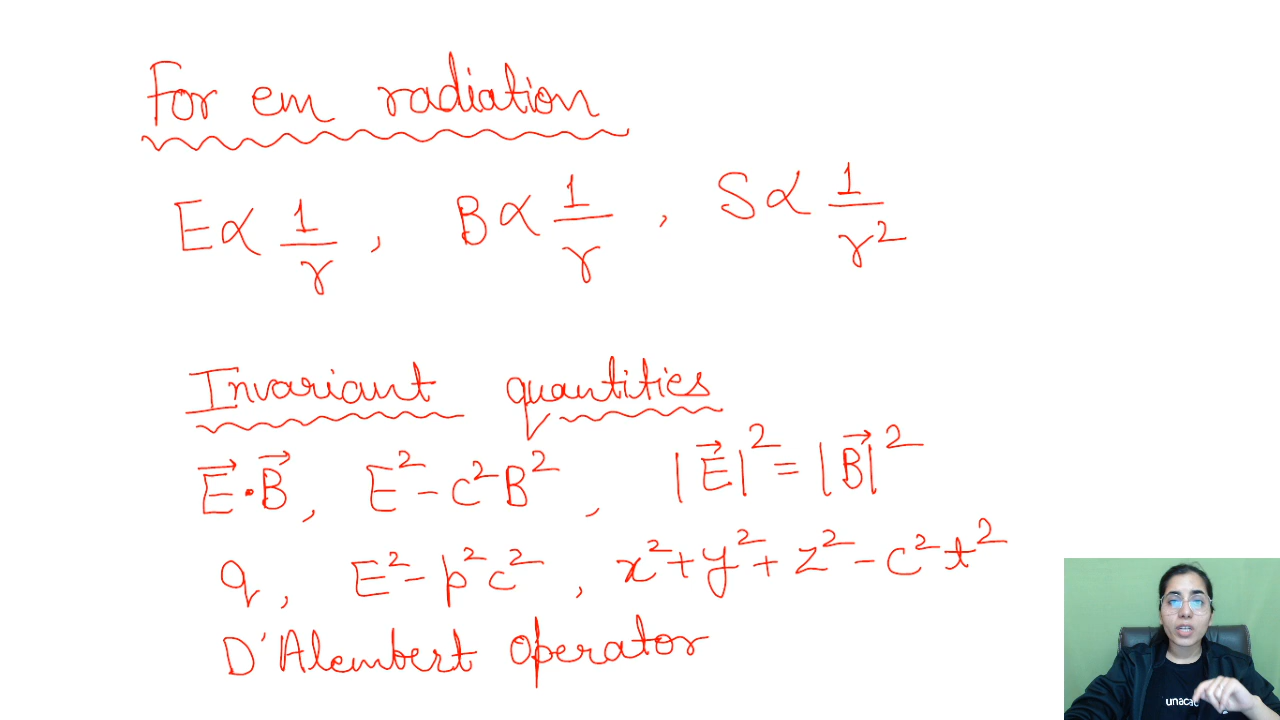 For em radiation
E∝ 1/r , B∝ 1/r , S∝ 1/r²
Invariant quantities
E⃗·B⃗ , E²-c²B² , |E⃗|²=|B⃗|²
q , E²-p²c² , x²+y²+z²-c²t²
D'Alembert operator
unaca